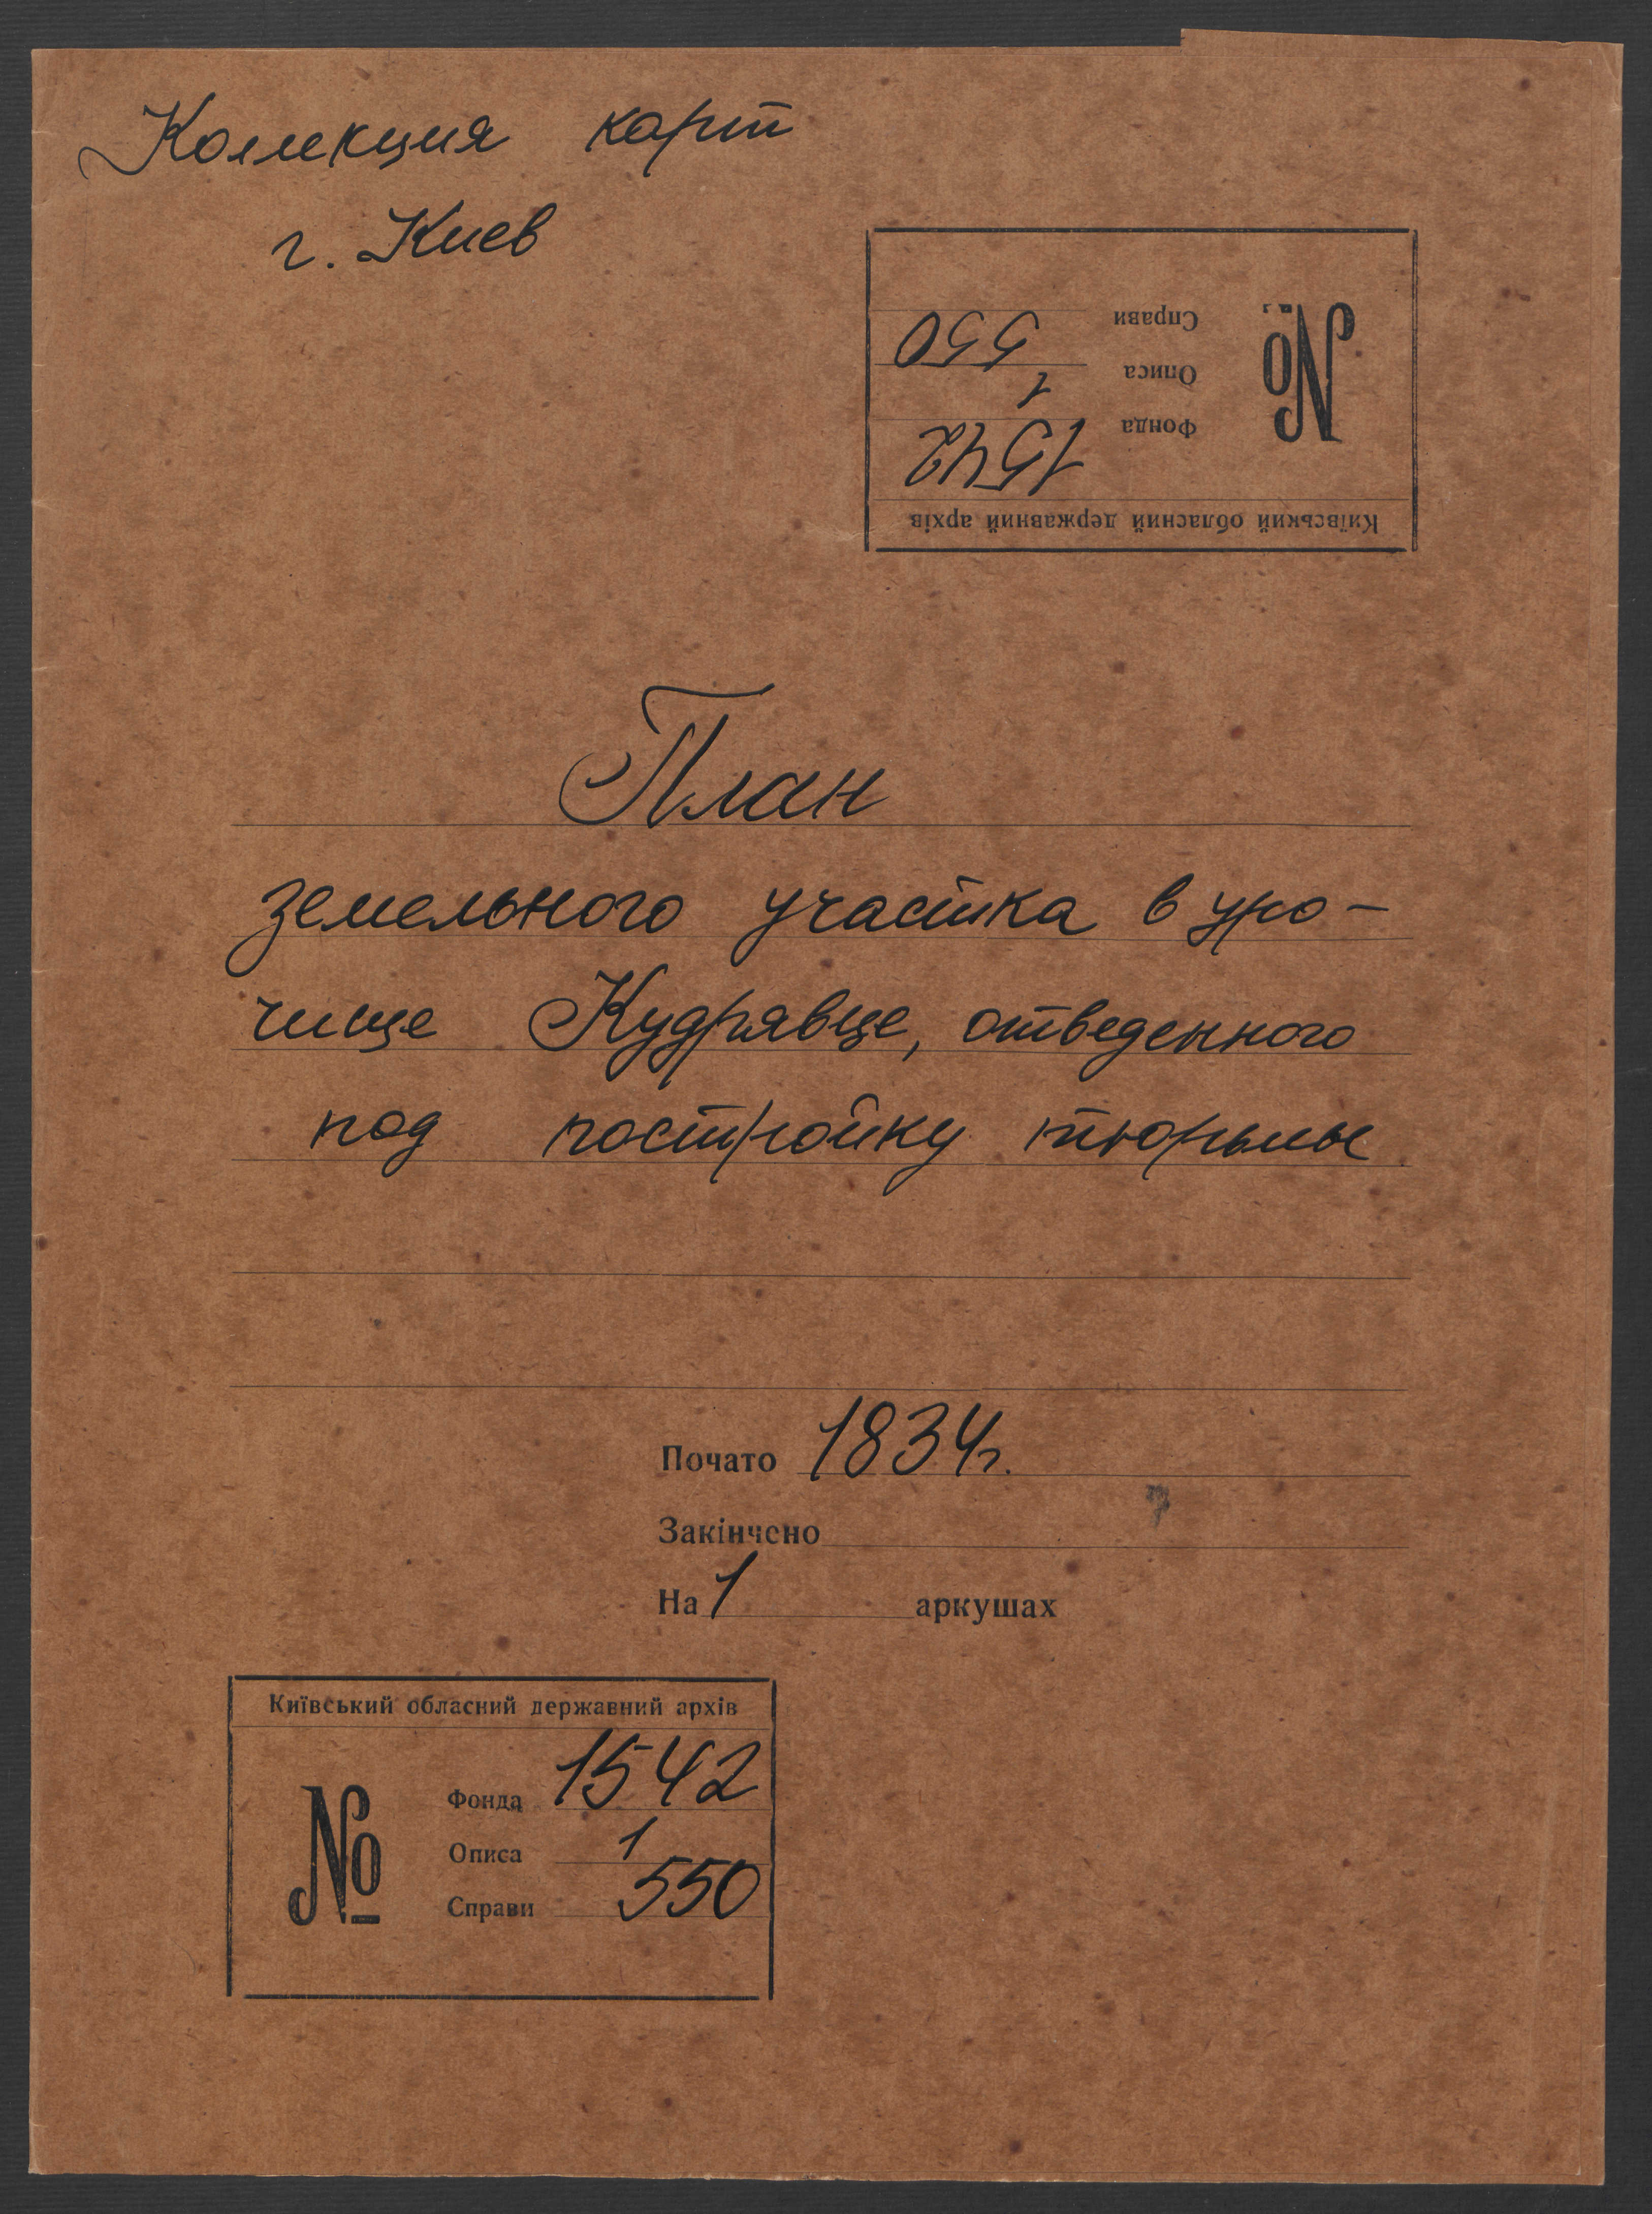 Коллекция карт
г. Киев
Київський обласний державний архів
№
Фонда 1542
Описа 1
Справи 550
План
земельного участка в уро-
чище Кудрявце, отведенного
под постройку тюрьмы
Почато 1834г.
Закінчено
На 1 аркушах
Київський обласний державний архів
№
Фонда 1542
Описа 1
Справи 550